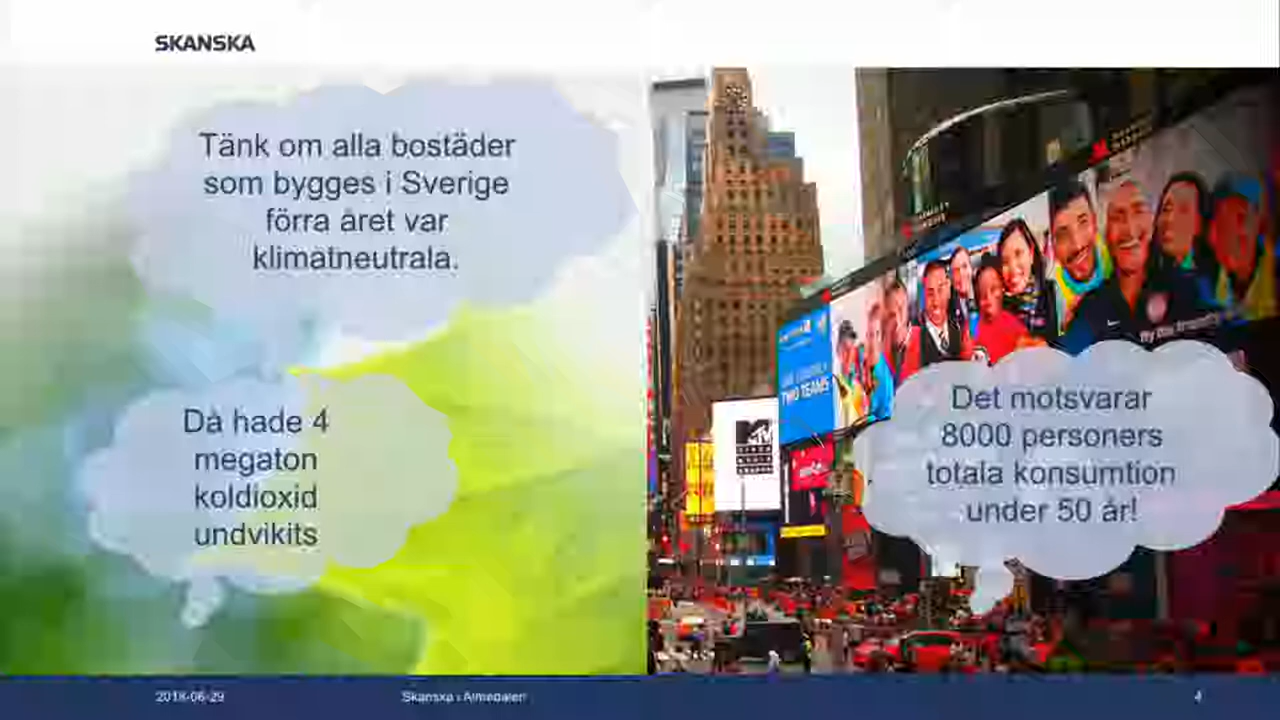 SKANSKA
Tänk om alla bostäder
som bygges i Sverige
förra året var
klimatneutrala.
Då hade 4
megaton
koldioxid
undvikits
Det motsvarar
8000 personers
totala konsumtion
under 50 år!
TWO TEAMS
MTV
2018-06-29
Skanska i Almedalen
4